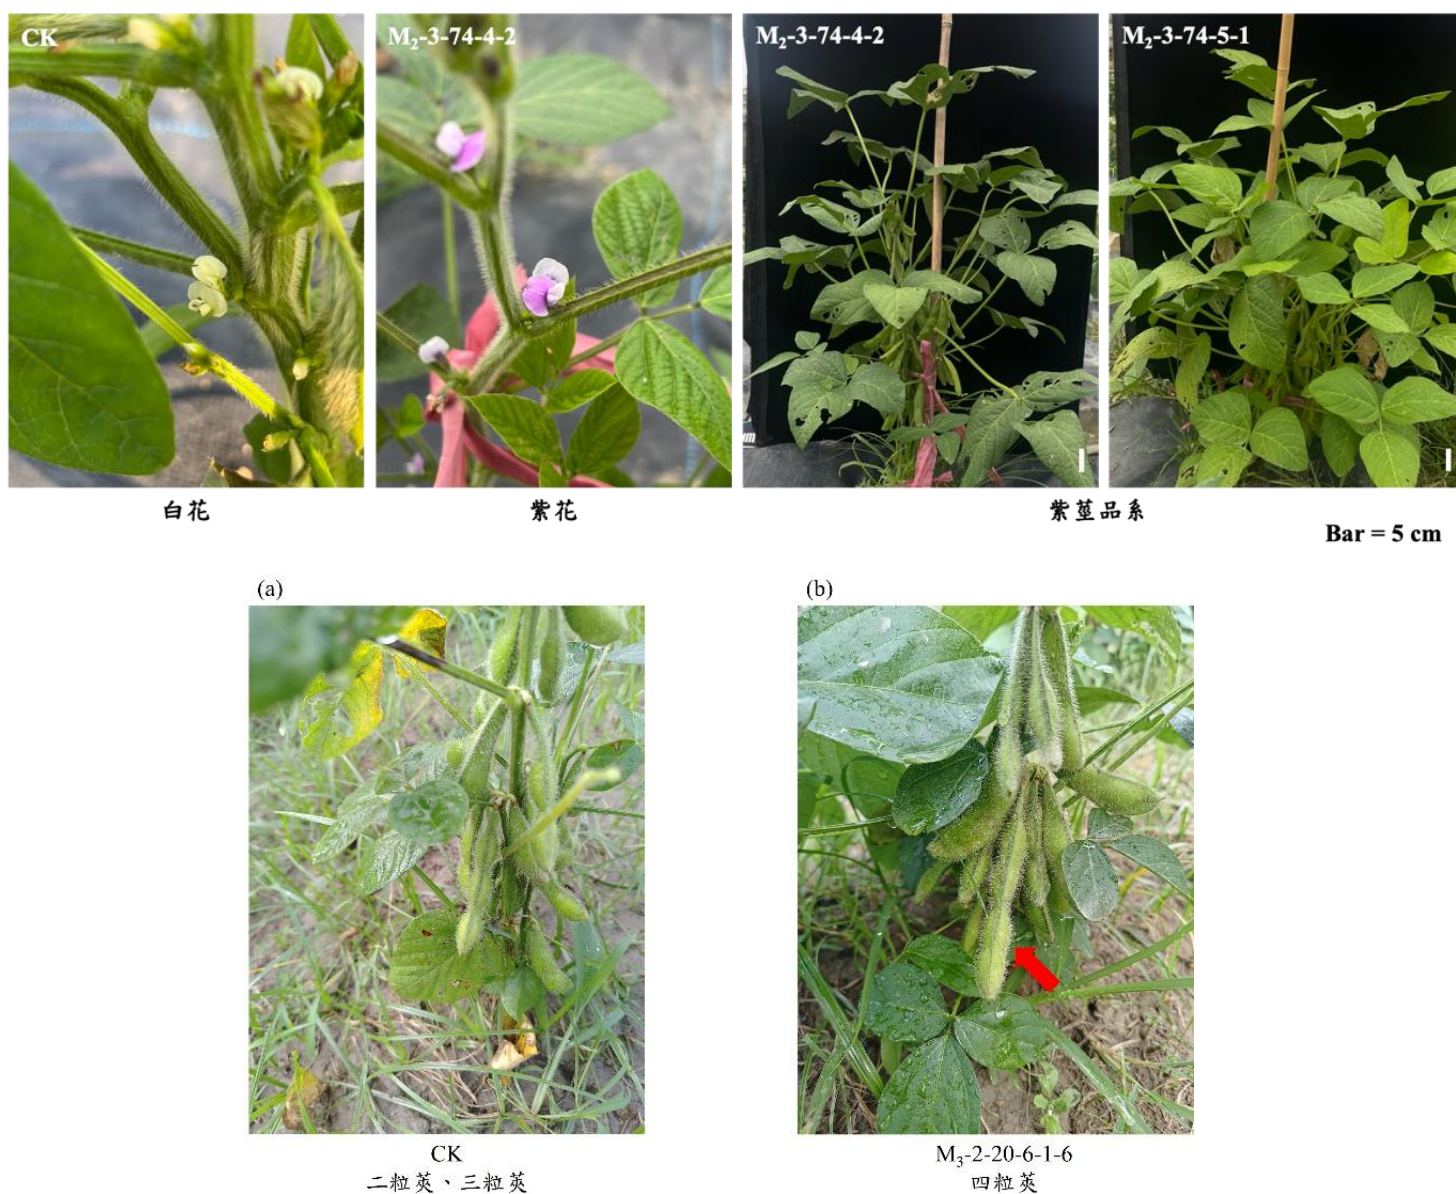 CK
M₂-3-74-4-2
M₂-3-74-4-2
M₂-3-74-5-1
白花
紫花
紫莖品系
Bar = 5 cm
(a)
(b)
CK
M₃-2-20-6-1-6
二粒莢、三粒莢
四粒莢